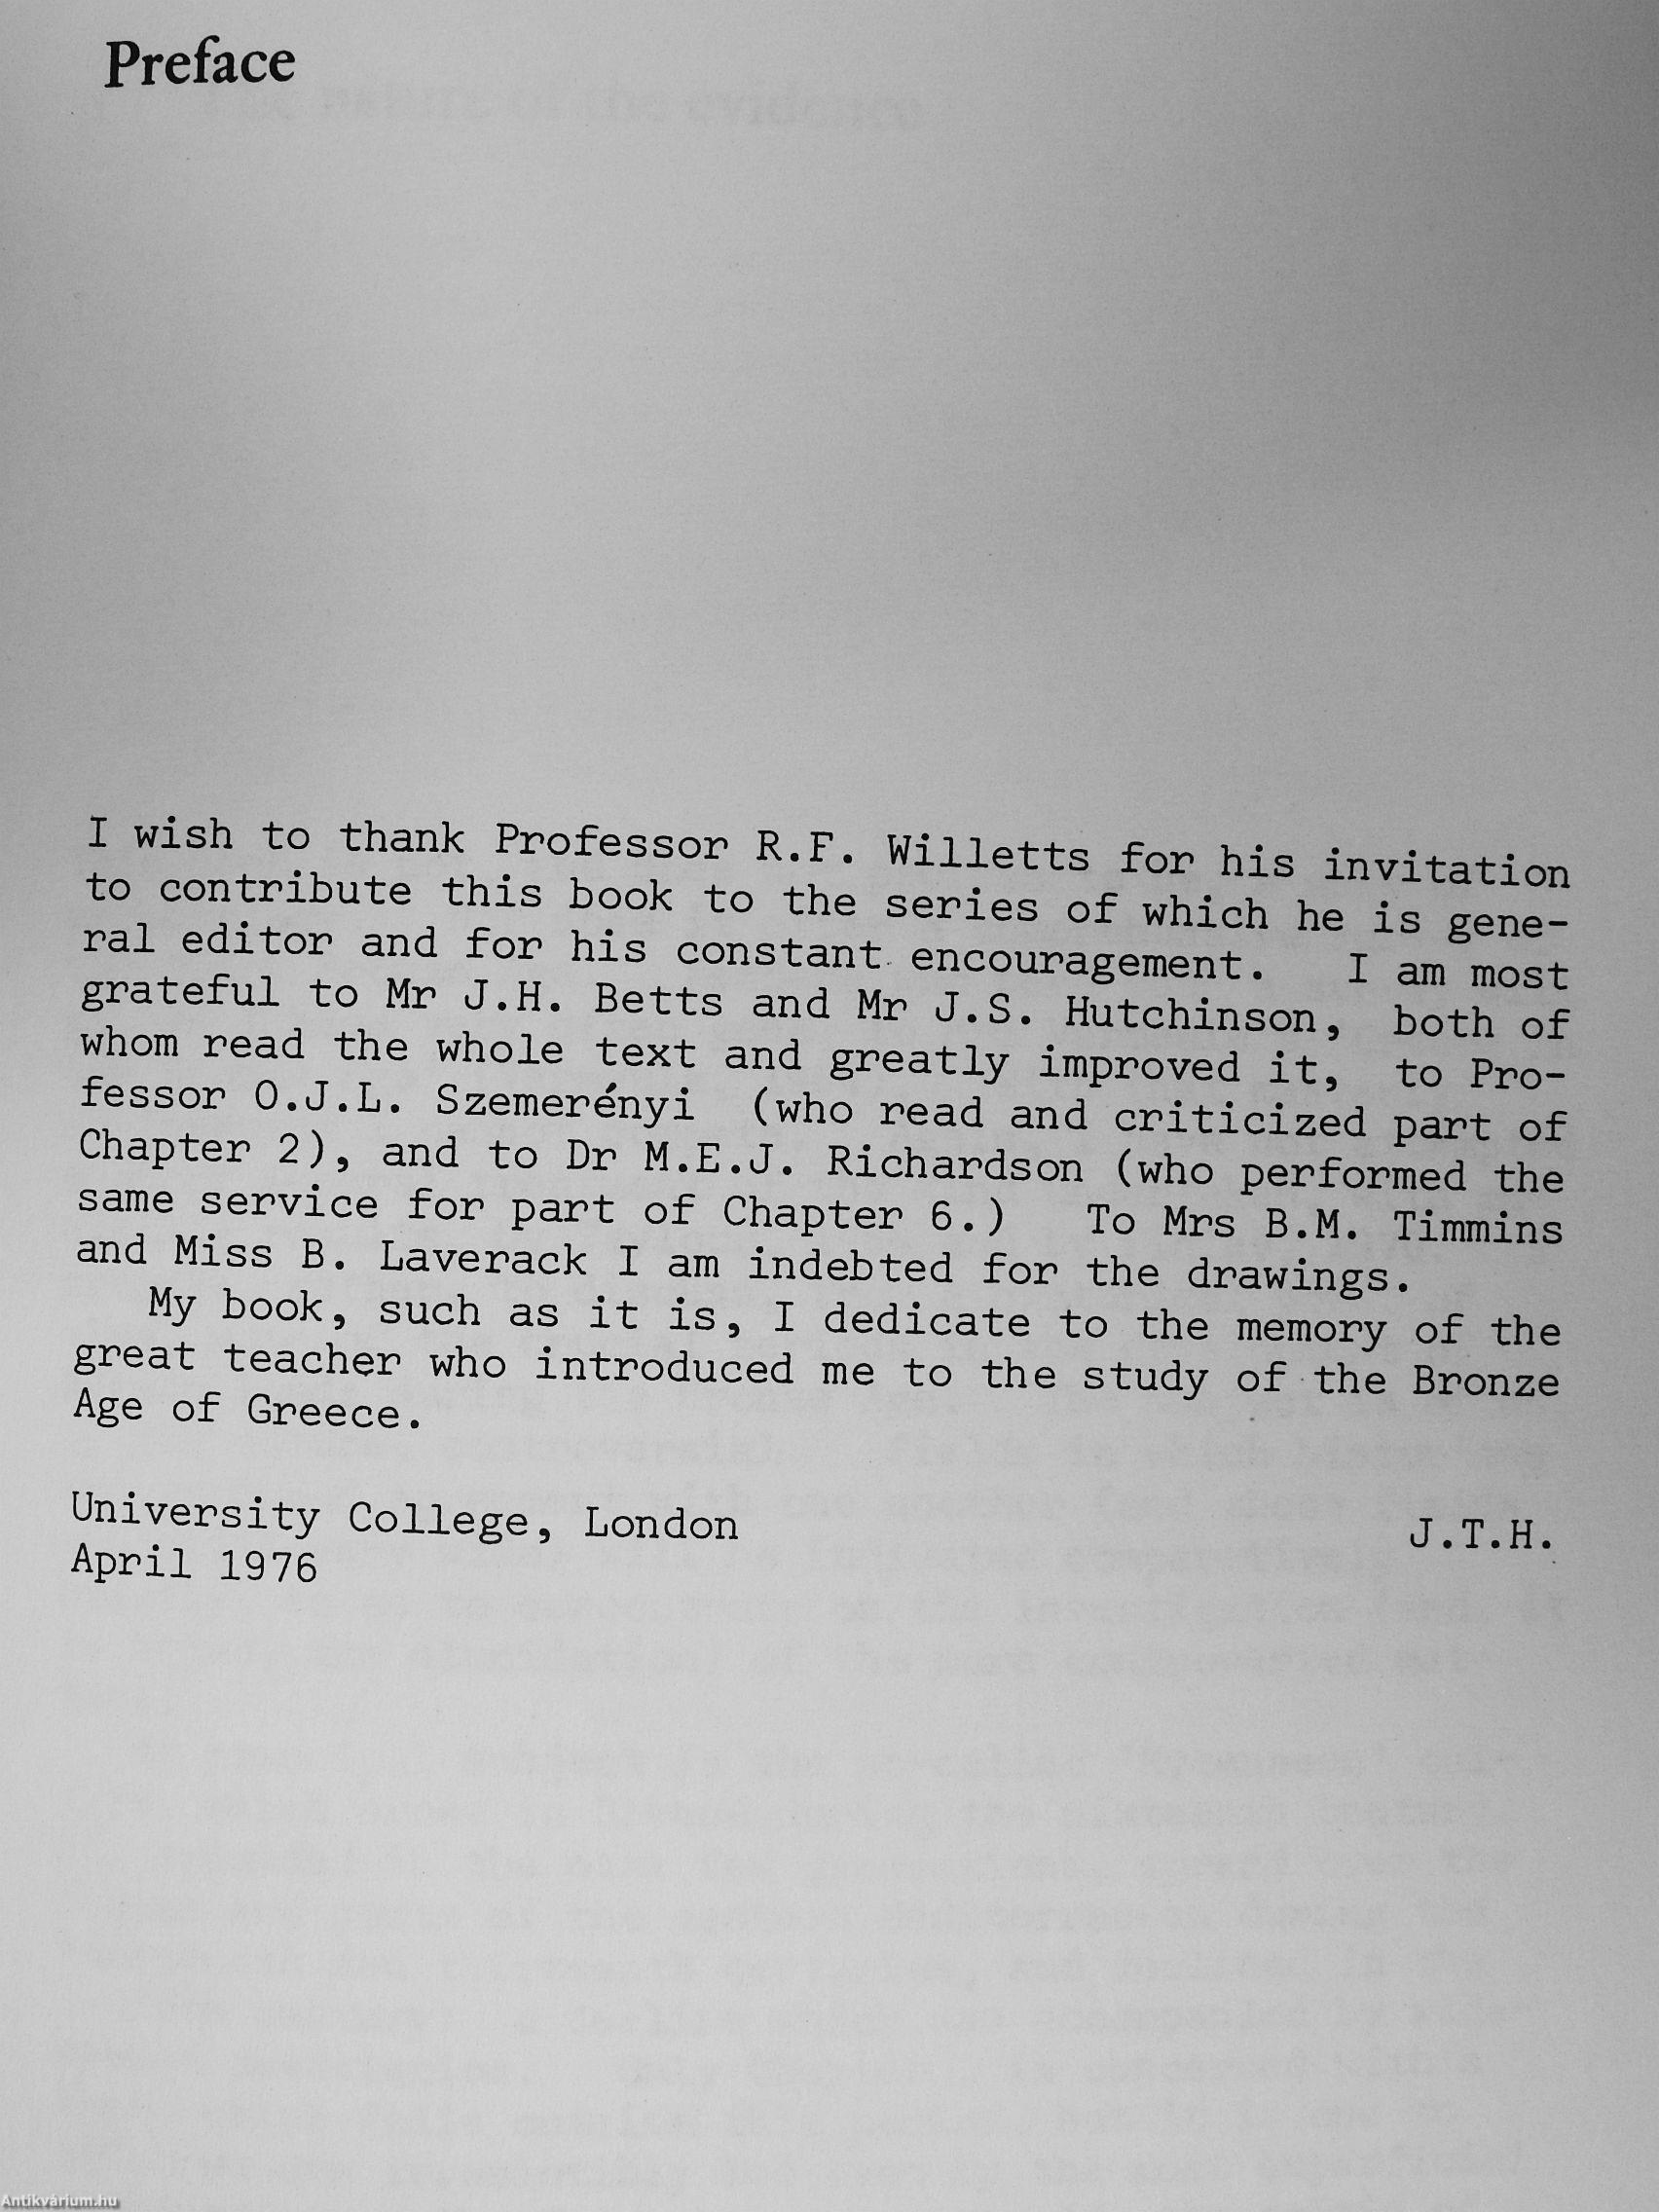 Preface
I wish to thank Professor R.F. Willetts for his invitation
to contribute this book to the series of which he is gene-
ral editor and for his constant encouragement. I am most
grateful to Mr J.H. Betts and Mr J.S. Hutchinson, both of
whom read the whole text and greatly improved it, to Pro-
fessor O.J.L. Szemerényi (who read and criticized part of
Chapter 2), and to Dr M.E.J. Richardson (who performed the
same service for part of Chapter 6.) To Mrs B.M. Timmins
and Miss B. Laverack I am indebted for the drawings.
My book, such as it is, I dedicate to the memory of the
great teacher who introduced me to the study of the Bronze
Age of Greece.
University College, London J.T.H.
April 1976
Antikvárium.hu